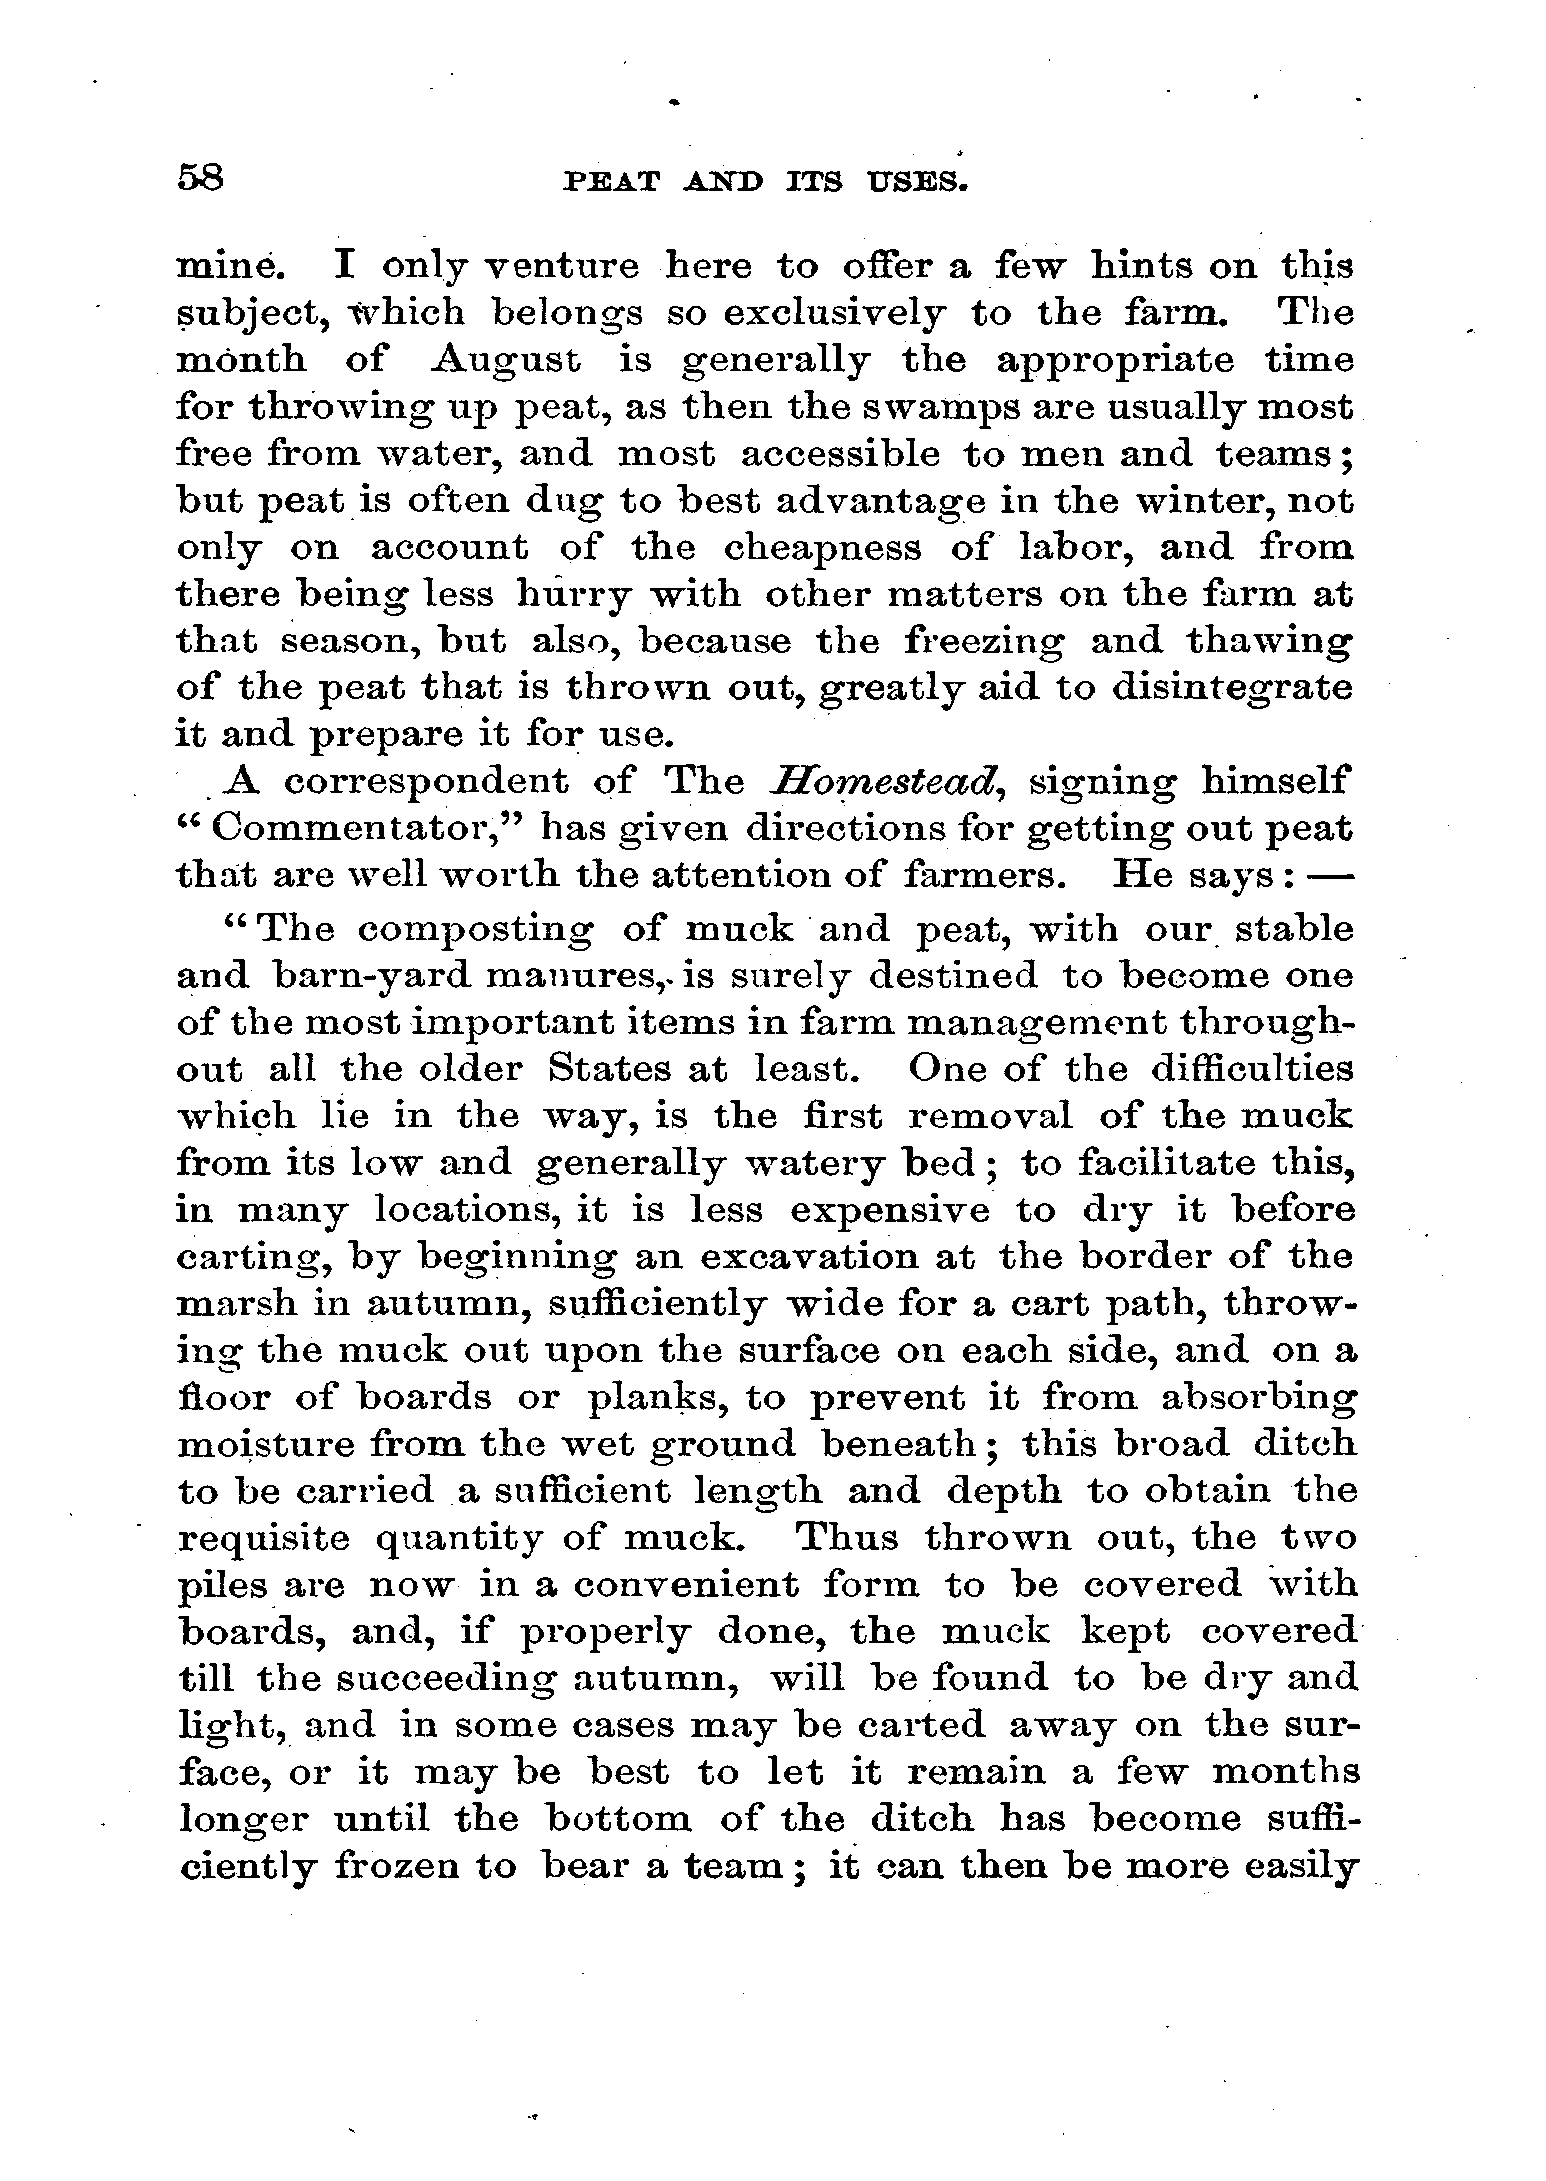 58 PEAT AND ITS USES.
mine. I only venture here to offer a few hints on this
subject, which belongs so exclusively to the farm. The
month of August is generally the appropriate time
for throwing up peat, as then the swamps are usually most
free from water, and most accessible to men and teams;
but peat is often dug to best advantage in the winter, not
only on account of the cheapness of labor, and from
there being less hurry with other matters on the farm at
that season, but also, because the freezing and thawing
of the peat that is thrown out, greatly aid to disintegrate
it and prepare it for use.
A correspondent of The Homestead, signing himself
"Commentator," has given directions for getting out peat
that are well worth the attention of farmers. He says:—
"The composting of muck and peat, with our stable
and barn-yard manures, is surely destined to become one
of the most important items in farm management through-
out all the older States at least. One of the difficulties
which lie in the way, is the first removal of the muck
from its low and generally watery bed; to facilitate this,
in many locations, it is less expensive to dry it before
carting, by beginning an excavation at the border of the
marsh in autumn, sufficiently wide for a cart path, throw-
ing the muck out upon the surface on each side, and on a
floor of boards or planks, to prevent it from absorbing
moisture from the wet ground beneath; this broad ditch
to be carried a sufficient length and depth to obtain the
requisite quantity of muck. Thus thrown out, the two
piles are now in a convenient form to be covered with
boards, and, if properly done, the muck kept covered
till the succeeding autumn, will be found to be dry and
light, and in some cases may be carted away on the sur-
face, or it may be best to let it remain a few months
longer until the bottom of the ditch has become suffi-
ciently frozen to bear a team; it can then be more easily